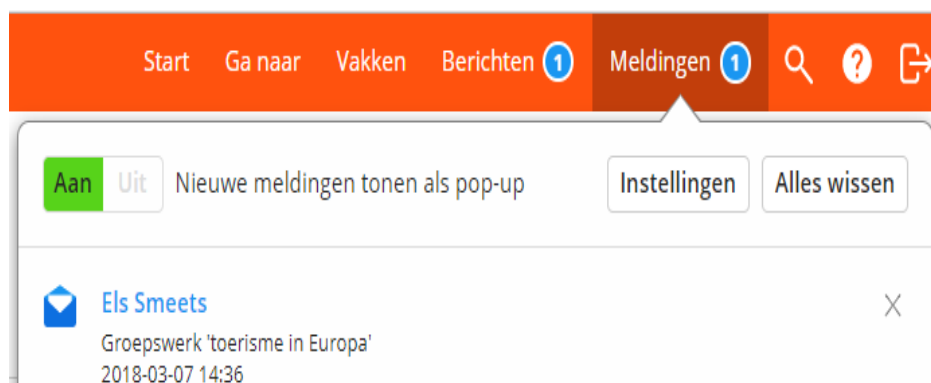 Start Ga naar Vakken Berichten 1 Meldingen 1 ?
Aan Uit Nieuwe meldingen tonen als pop-up Instellingen Alles wissen
Els Smeets
Groepswerk 'toerisme in Europa'
2018-03-07 14:36